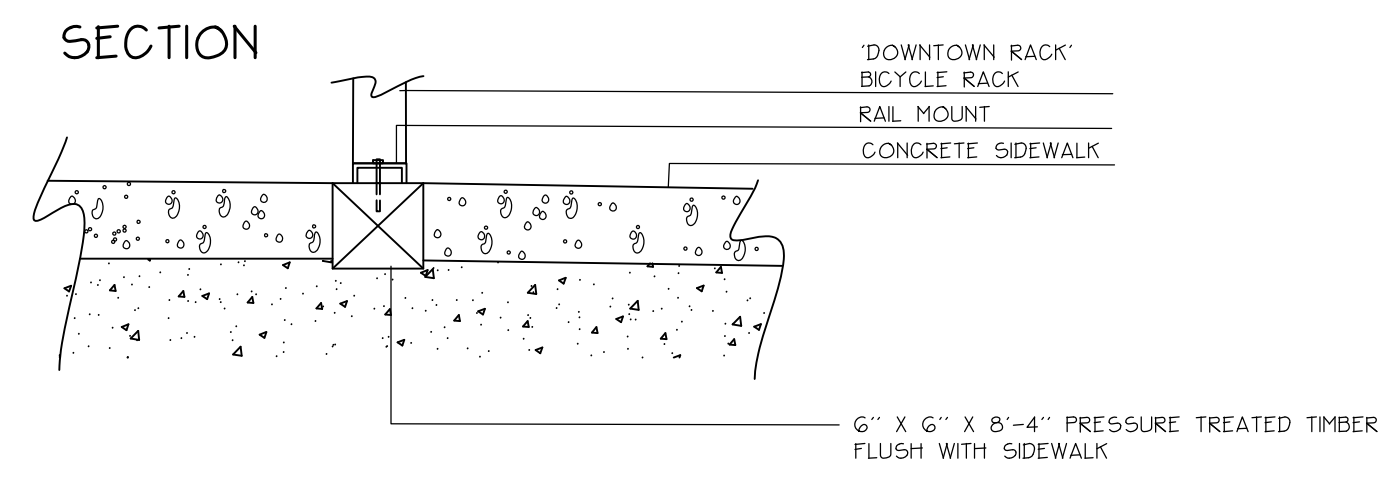 SECTION
'DOWNTOWN RACK'
BICYCLE RACK
RAIL MOUNT
CONCRETE SIDEWALK
6" X 6" X 8'-4" PRESSURE TREATED TIMBER
FLUSH WITH SIDEWALK